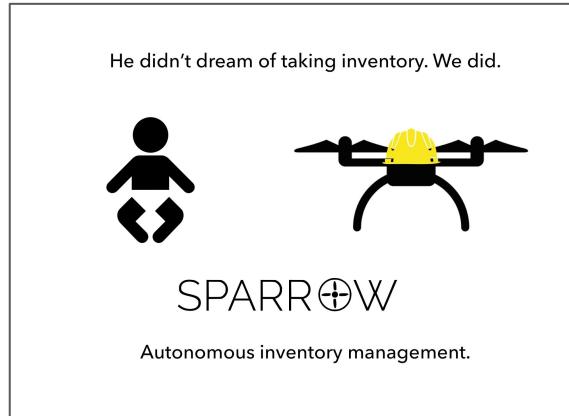 He didn’t dream of taking inventory. We did.
SPARROW
Autonomous inventory management.